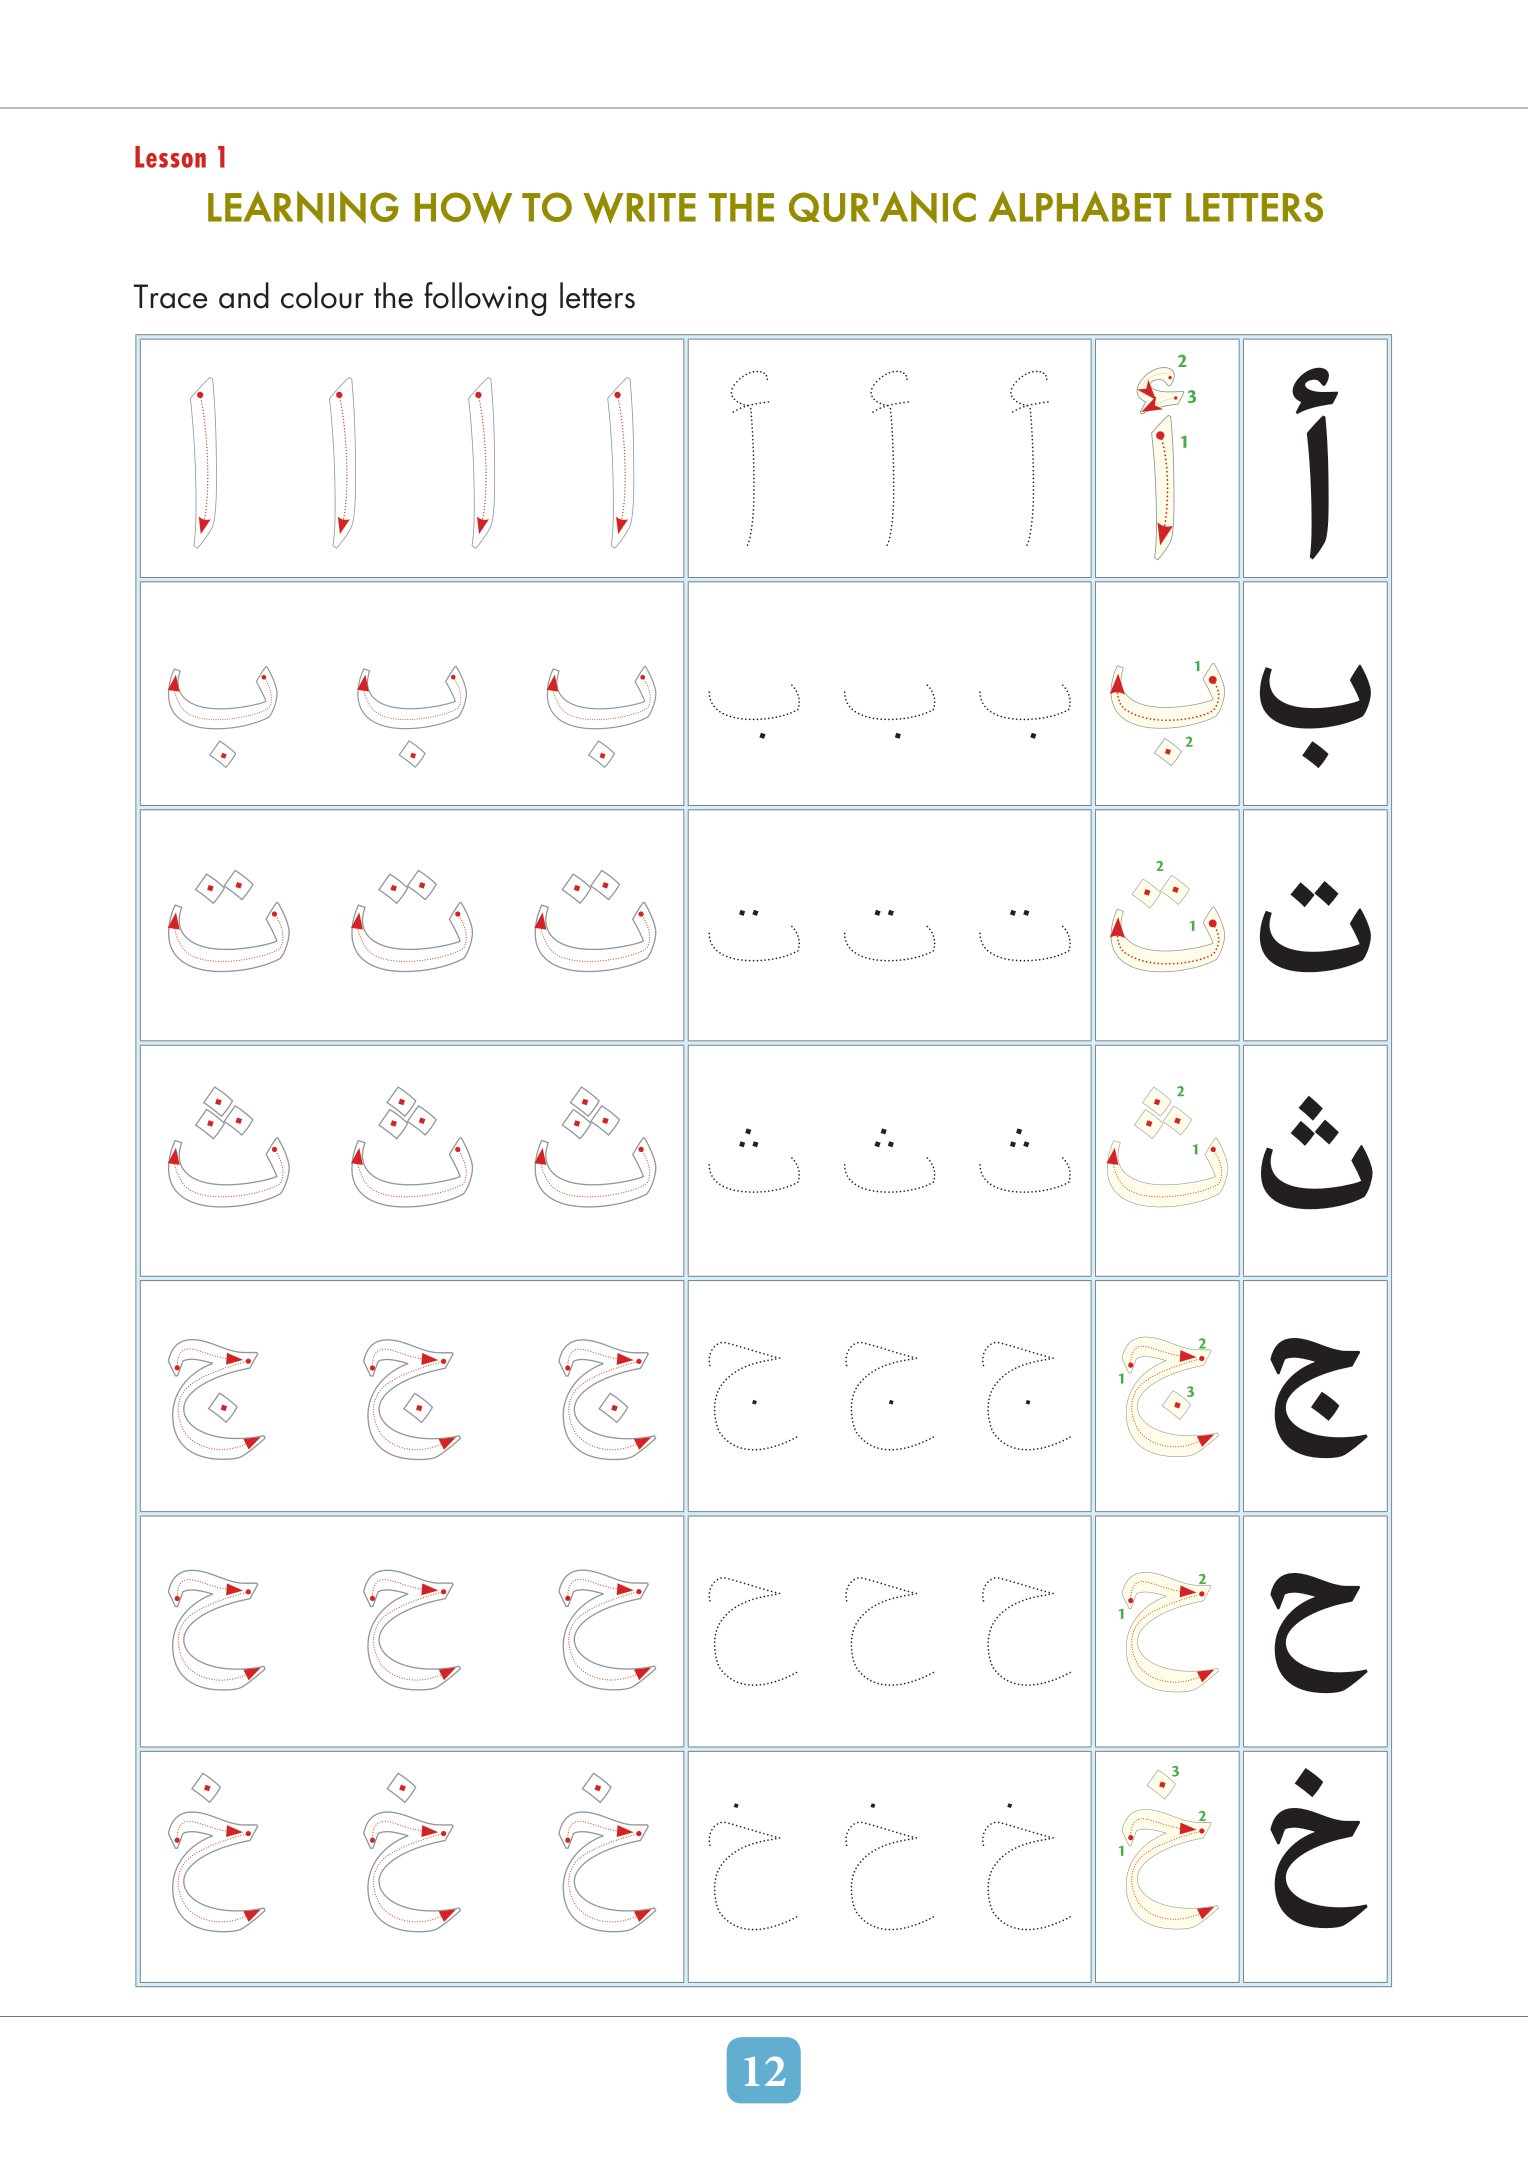 Lesson 1
LEARNING HOW TO WRITE THE QUR'ANIC ALPHABET LETTERS
Trace and colour the following letters
أ 2 3 1 أ أ أ أ ا ا ا ا
ب 1 2 ب ب ب ب ب ب ب
ت 2 1 ت ت ت ت ت ت ت
ث 2 1 ث ث ث ث ث ث ث
ج 2 1 3 ج ج ج ج ج ج ج
ح 2 1 ح ح ح ح ح ح ح
خ 3 2 1 خ خ خ خ خ خ خ
12